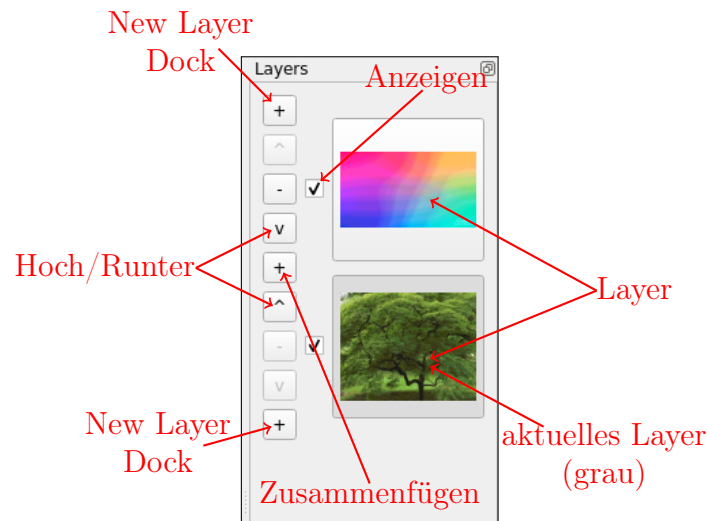 New Layer
Dock
Layers
Anzeigen
+
^
-
v
Hoch/Runter
+
^
Layer
-
v
New Layer
Dock
+
aktuelles Layer
(grau)
Zusammenfügen